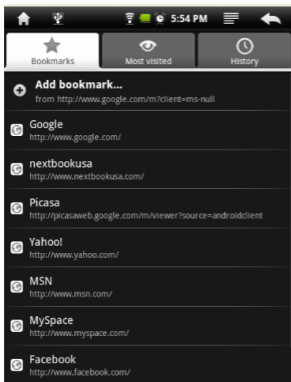 5:54 PM
Bookmarks
Most visited
History
Add bookmark...
from http://www.google.com/m?client=ms-null
Google
http://www.google.com/
nextbookusa
http://www.nextbookusa.com/
Picasa
http://picasaweb.google.com/m/viewer?source=androidclient
Yahoo!
http://www.yahoo.com/
MSN
http://www.msn.com/
MySpace
http://www.myspace.com/
Facebook
http://www.facebook.com/